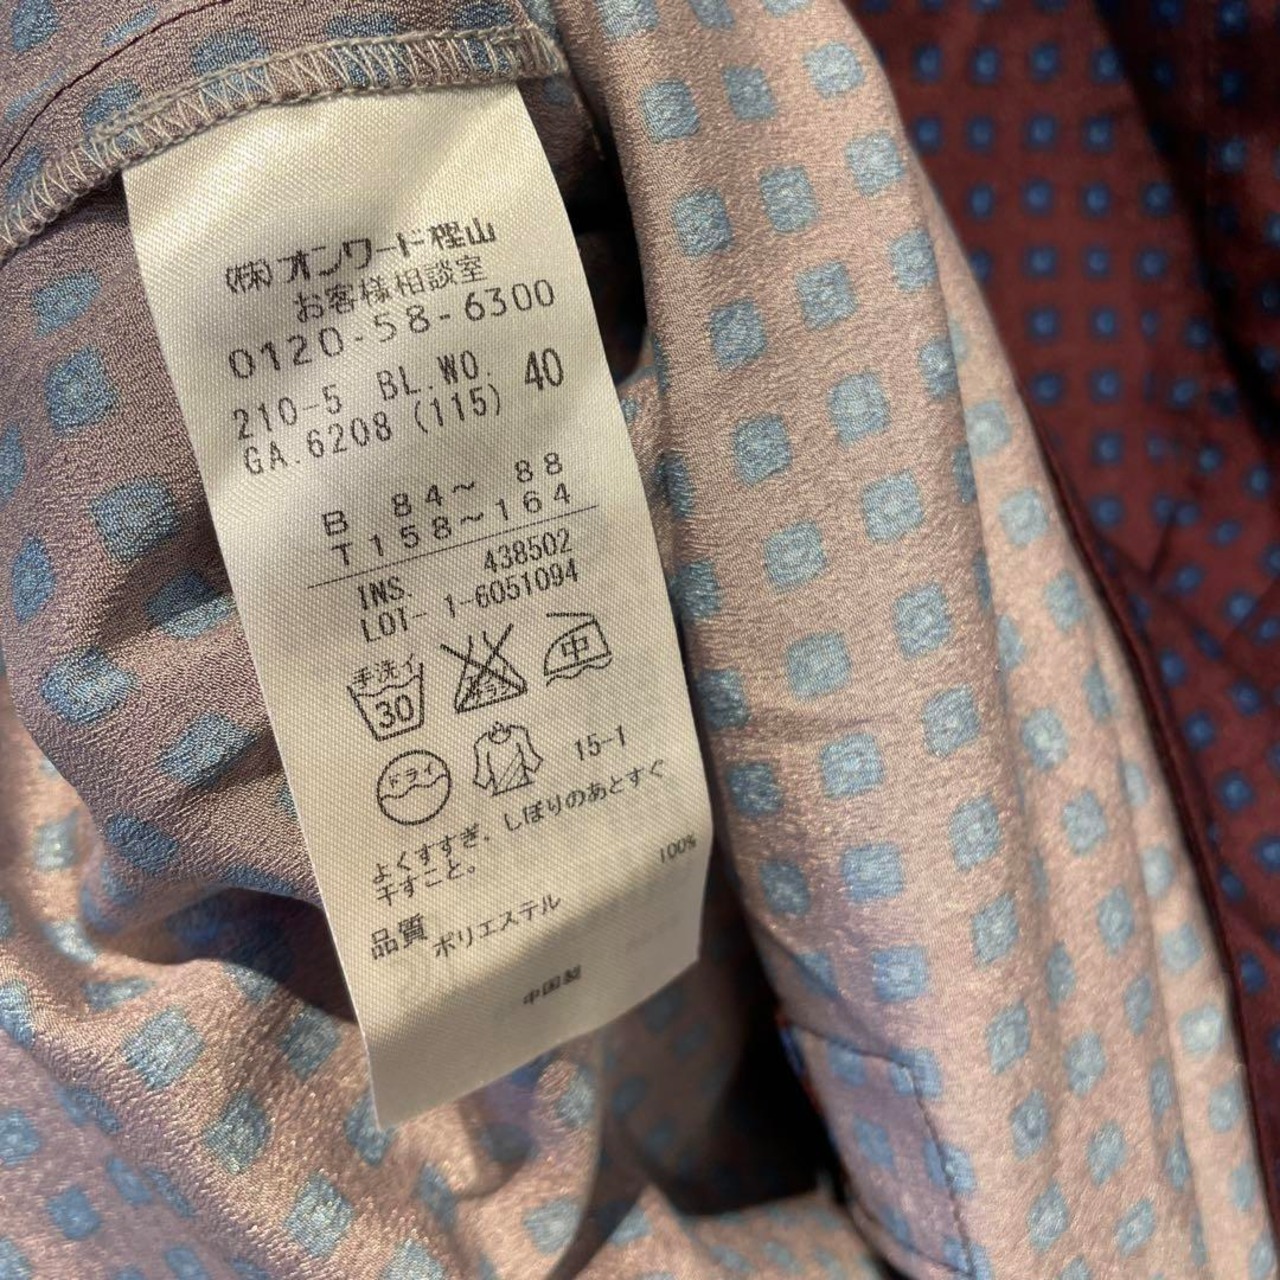 (株)オンワード樫山
お客様相談室
0120-58-6300
210-5 BL.WO. 40
GA.6208 (115)
B 84～ 88
T 158～164
INS. 438502
LOT- 1-6051094
手洗イ 30
中
ドライ
15-1
よくすすぎ、しぼりのあとすぐ
干すこと。
品質 100%
ポリエステル
中国製